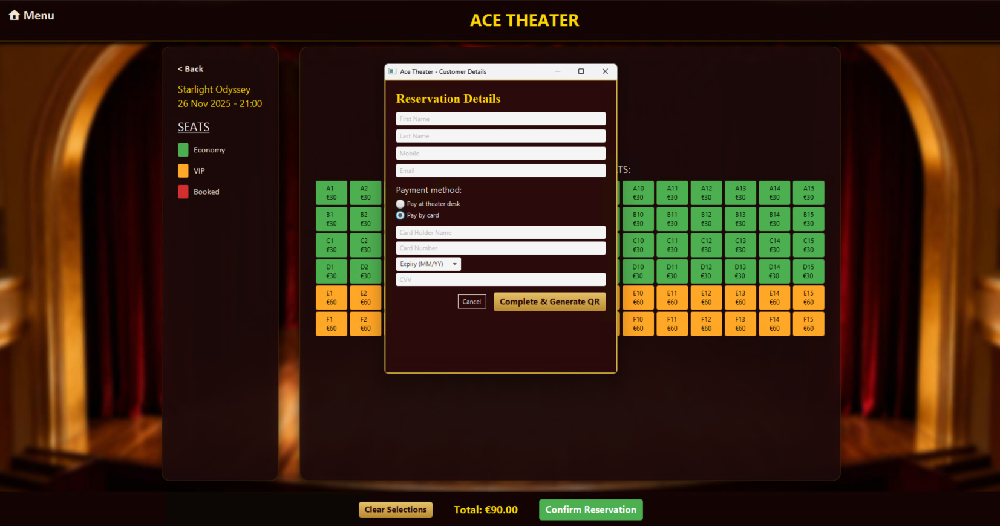 Menu
ACE THEATER
< Back
Starlight Odyssey
26 Nov 2025 - 21:00
SEATS
Economy
VIP
Booked
Ace Theater - Customer Details
Reservation Details
First Name
Last Name
Mobile
Email
Payment method:
Pay at theater desk
Pay by card
Card Holder Name
Card Number
Expiry (MM/YY)
CVV
Cancel
Complete & Generate QR
TS:
A1 A2 A10 A11 A12 A13 A14 A15
€30 €30 €30 €30 €30 €30 €30 €30
B1 B2 B10 B11 B12 B13 B14 B15
€30 €30 €30 €30 €30 €30 €30 €30
C1 C2 C10 C11 C12 C13 C14 C15
€30 €30 €30 €30 €30 €30 €30 €30
D1 D2 D10 D11 D12 D13 D14 D15
€30 €30 €30 €30 €30 €30 €30 €30
E1 E2 E10 E11 E12 E13 E14 E15
€60 €60 €60 €60 €60 €60 €60 €60
F1 F2 F10 F11 F12 F13 F14 F15
€60 €60 €60 €60 €60 €60 €60 €60
Clear Selections
Total: €90.00
Confirm Reservation